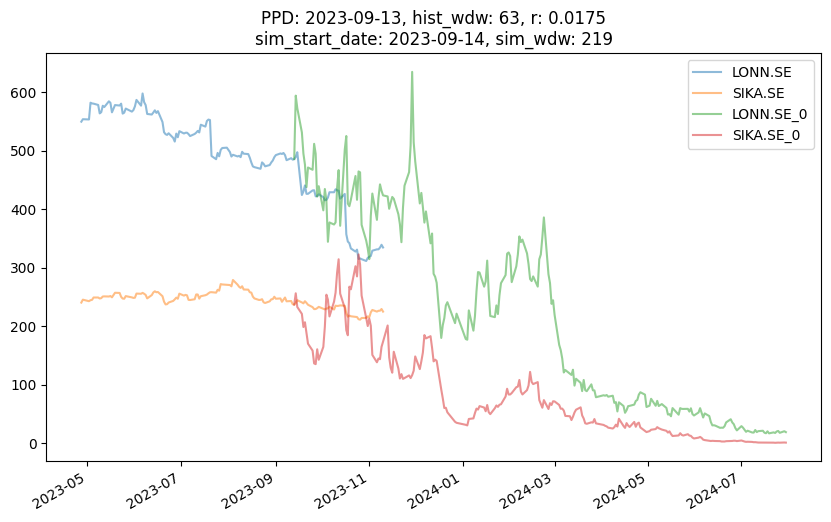 PPD: 2023-09-13, hist_wdw: 63, r: 0.0175
sim_start_date: 2023-09-14, sim_wdw: 219
LONN.SE
SIKA.SE
LONN.SE_0
SIKA.SE_0
600
500
400
300
200
100
0
2023-05
2023-07
2023-09
2023-11
2024-01
2024-03
2024-05
2024-07